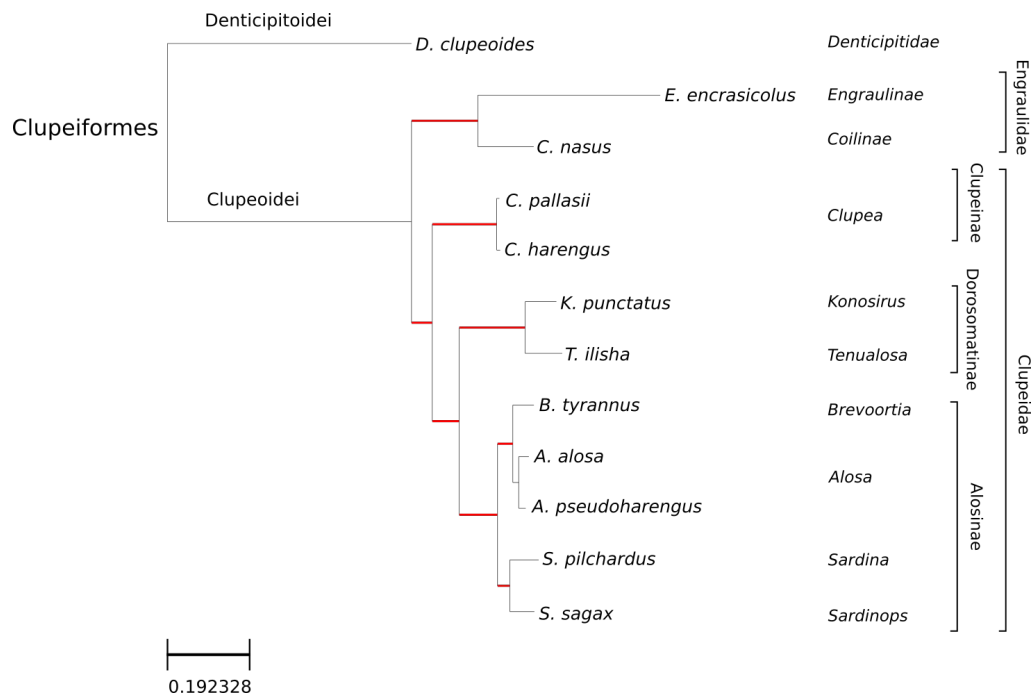 Denticipitoidei
D. clupeoides
Denticipitidae
E. encrasicolus
Engraulinae
Engraulidae
Clupeiformes
C. nasus
Coilinae
Clupeoidei
C. pallasii
Clupea
Clupeinae
C. harengus
K. punctatus
Konosirus
Dorosomatinae
T. ilisha
Tenualosa
Clupeidae
B. tyrannus
Brevoortia
A. alosa
Alosa
A. pseudoharengus
Alosinae
S. pilchardus
Sardina
S. sagax
Sardinops
0.192328